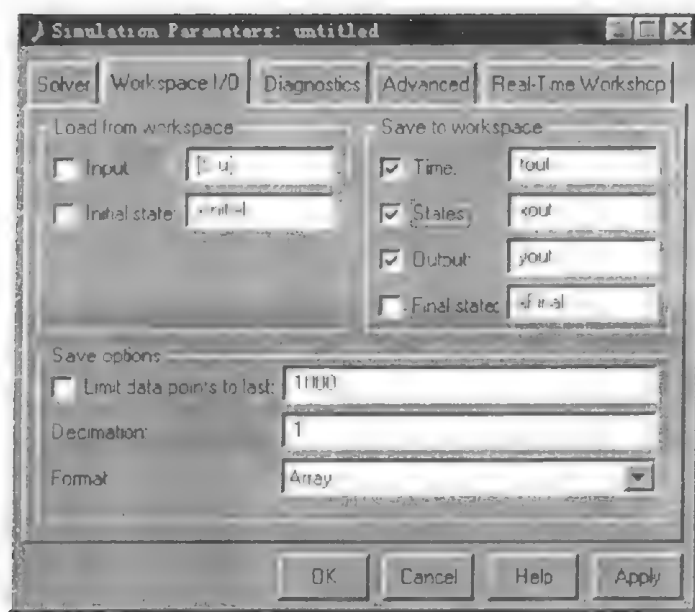 Simulation Parameters: untitled
Solver Workspace I/O Diagnostics Advanced Real-Time Workshop
Load from workspace
Input:
Initial state:
Save to workspace
Time: tout
States: xout
Output: yout
Final state:
Save options
Limit data points to last: 1000
Decimation: 1
Format: Array
OK Cancel Help Apply